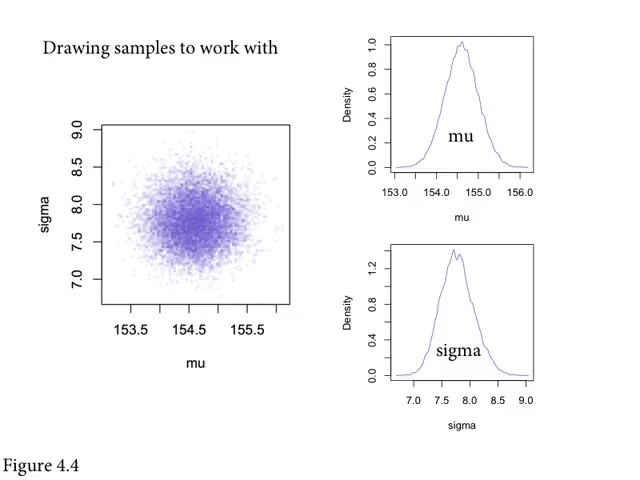 Drawing samples to work with
9.0
8.5
8.0
7.5
7.0
sigma
153.5 154.5 155.5
mu
1.0
0.8
0.6
0.4
0.2
0.0
Density
mu
153.0 154.0 155.0 156.0
mu
1.2
0.8
0.4
0.0
Density
sigma
7.0 7.5 8.0 8.5 9.0
sigma
Figure 4.4